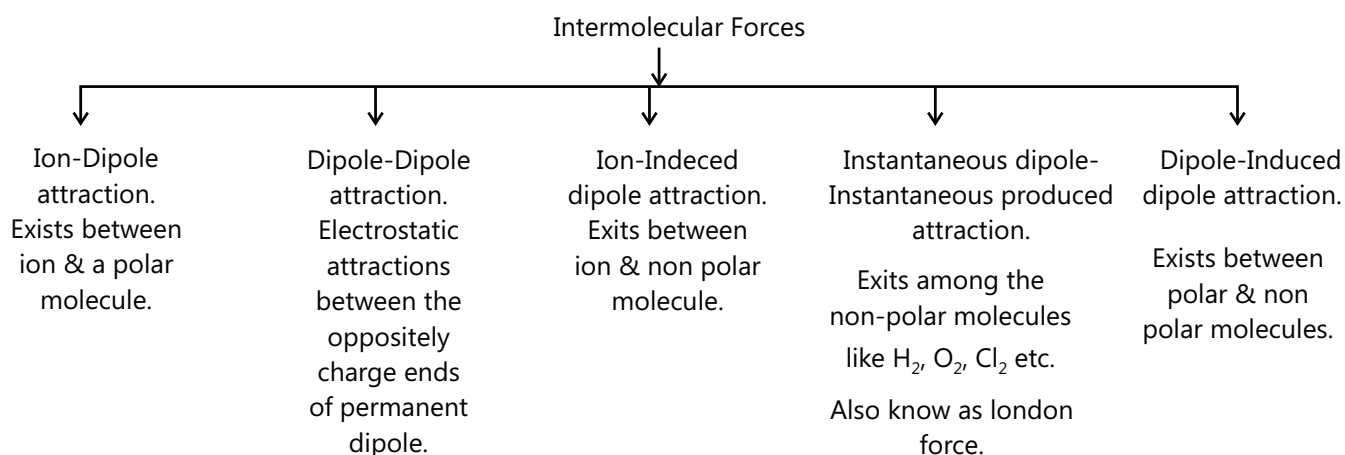 Intermolecular Forces
Ion-Dipole
attraction.
Exists between
ion & a polar
molecule.
Dipole-Dipole
attraction.
Electrostatic
attractions
between the
oppositely
charge ends
of permanent
dipole.
Ion-Indeced
dipole attraction.
Exits between
ion & non polar
molecule.
Instantaneous dipole-
Instantaneous produced
attraction.
Exits among the
non-polar molecules
like H₂, O₂, Cl₂ etc.
Also know as london
force.
Dipole-Induced
dipole attraction.
Exists between
polar & non
polar molecules.